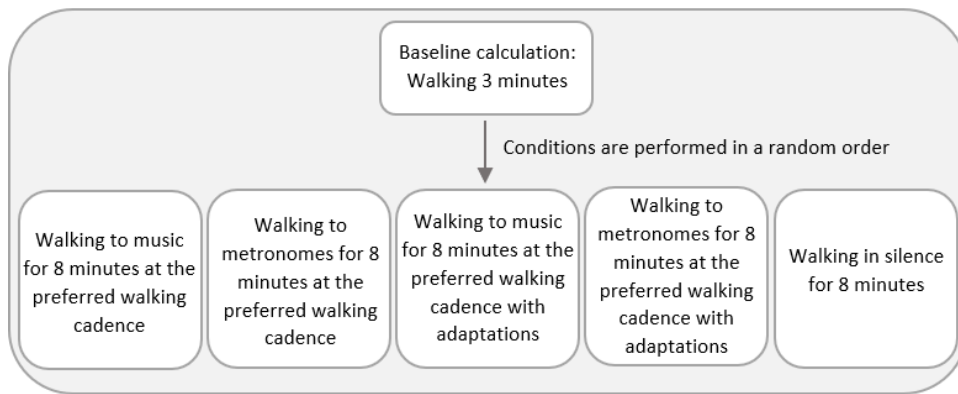 Baseline calculation:
Walking 3 minutes
Conditions are performed in a random order
Walking to music
for 8 minutes at the
preferred walking
cadence
Walking to
metronomes for 8
minutes at the
preferred walking
cadence
Walking to music
for 8 minutes at the
preferred walking
cadence with
adaptations
Walking to
metronomes for 8
minutes at the
preferred walking
cadence with
adaptations
Walking in silence
for 8 minutes